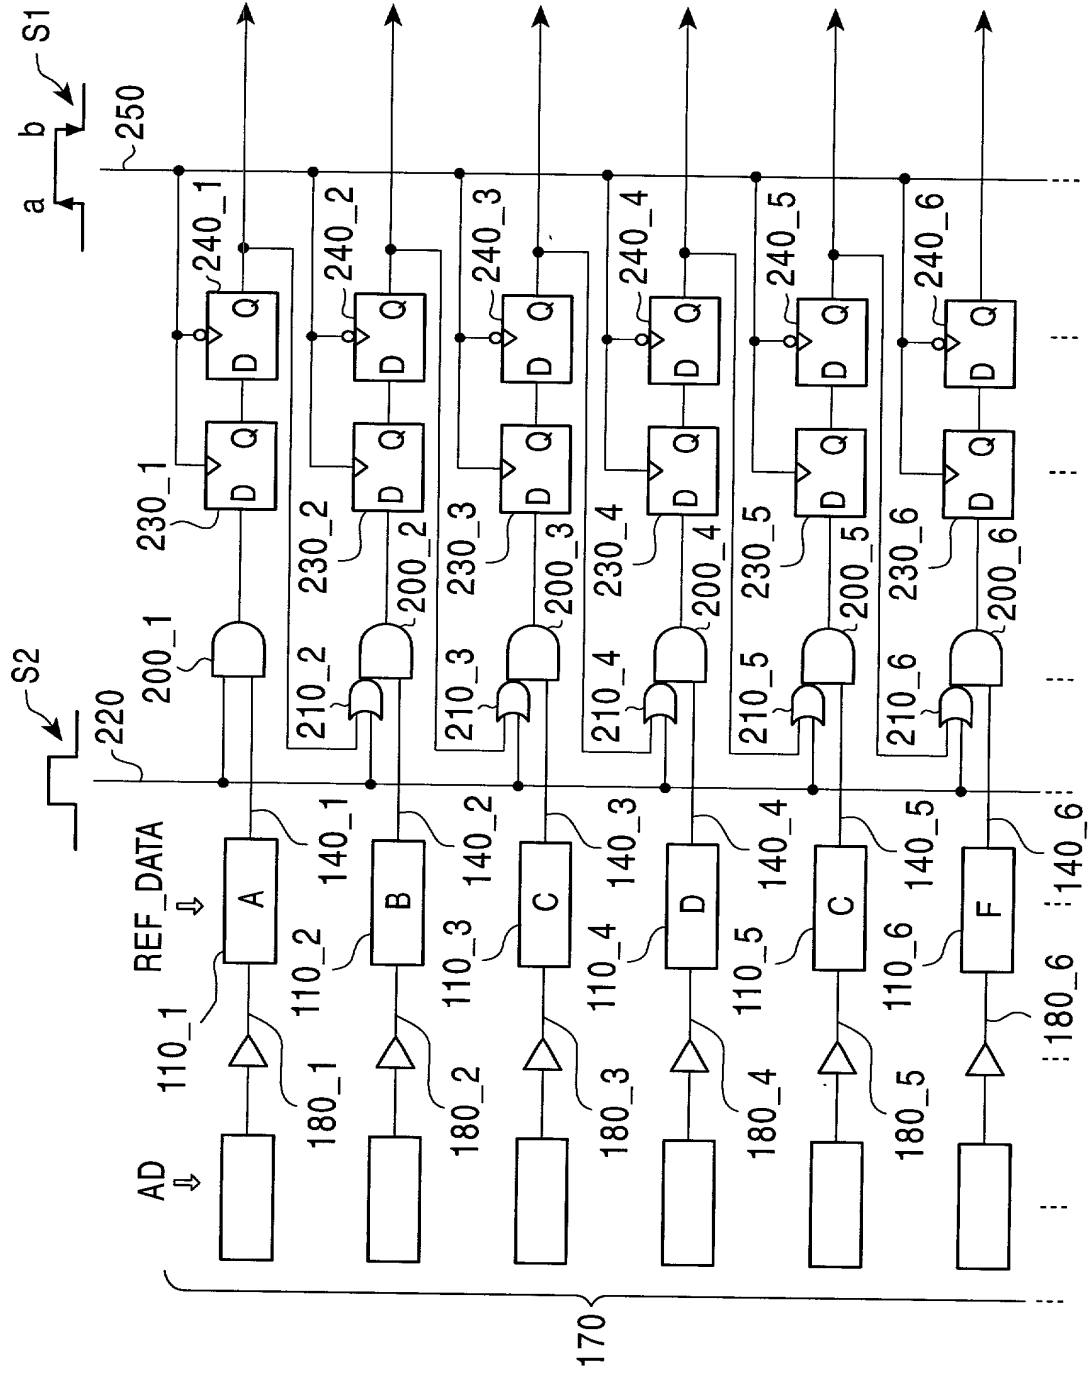 S1
a b
250
S2
220
REF_DATA
AD
170
110_1 A 180_1 140_1 200_1 230_1 D Q 240_1 D Q
110_2 B 180_2 140_2 210_2 200_2 230_2 D Q 240_2 D Q
110_3 C 180_3 140_3 210_3 200_3 230_3 D Q 240_3 D Q
110_4 D 180_4 140_4 210_4 200_4 230_4 D Q 240_4 D Q
110_5 C 180_5 140_5 210_5 200_5 230_5 D Q 240_5 D Q
110_6 F 180_6 140_6 210_6 200_6 230_6 D Q 240_6 D Q